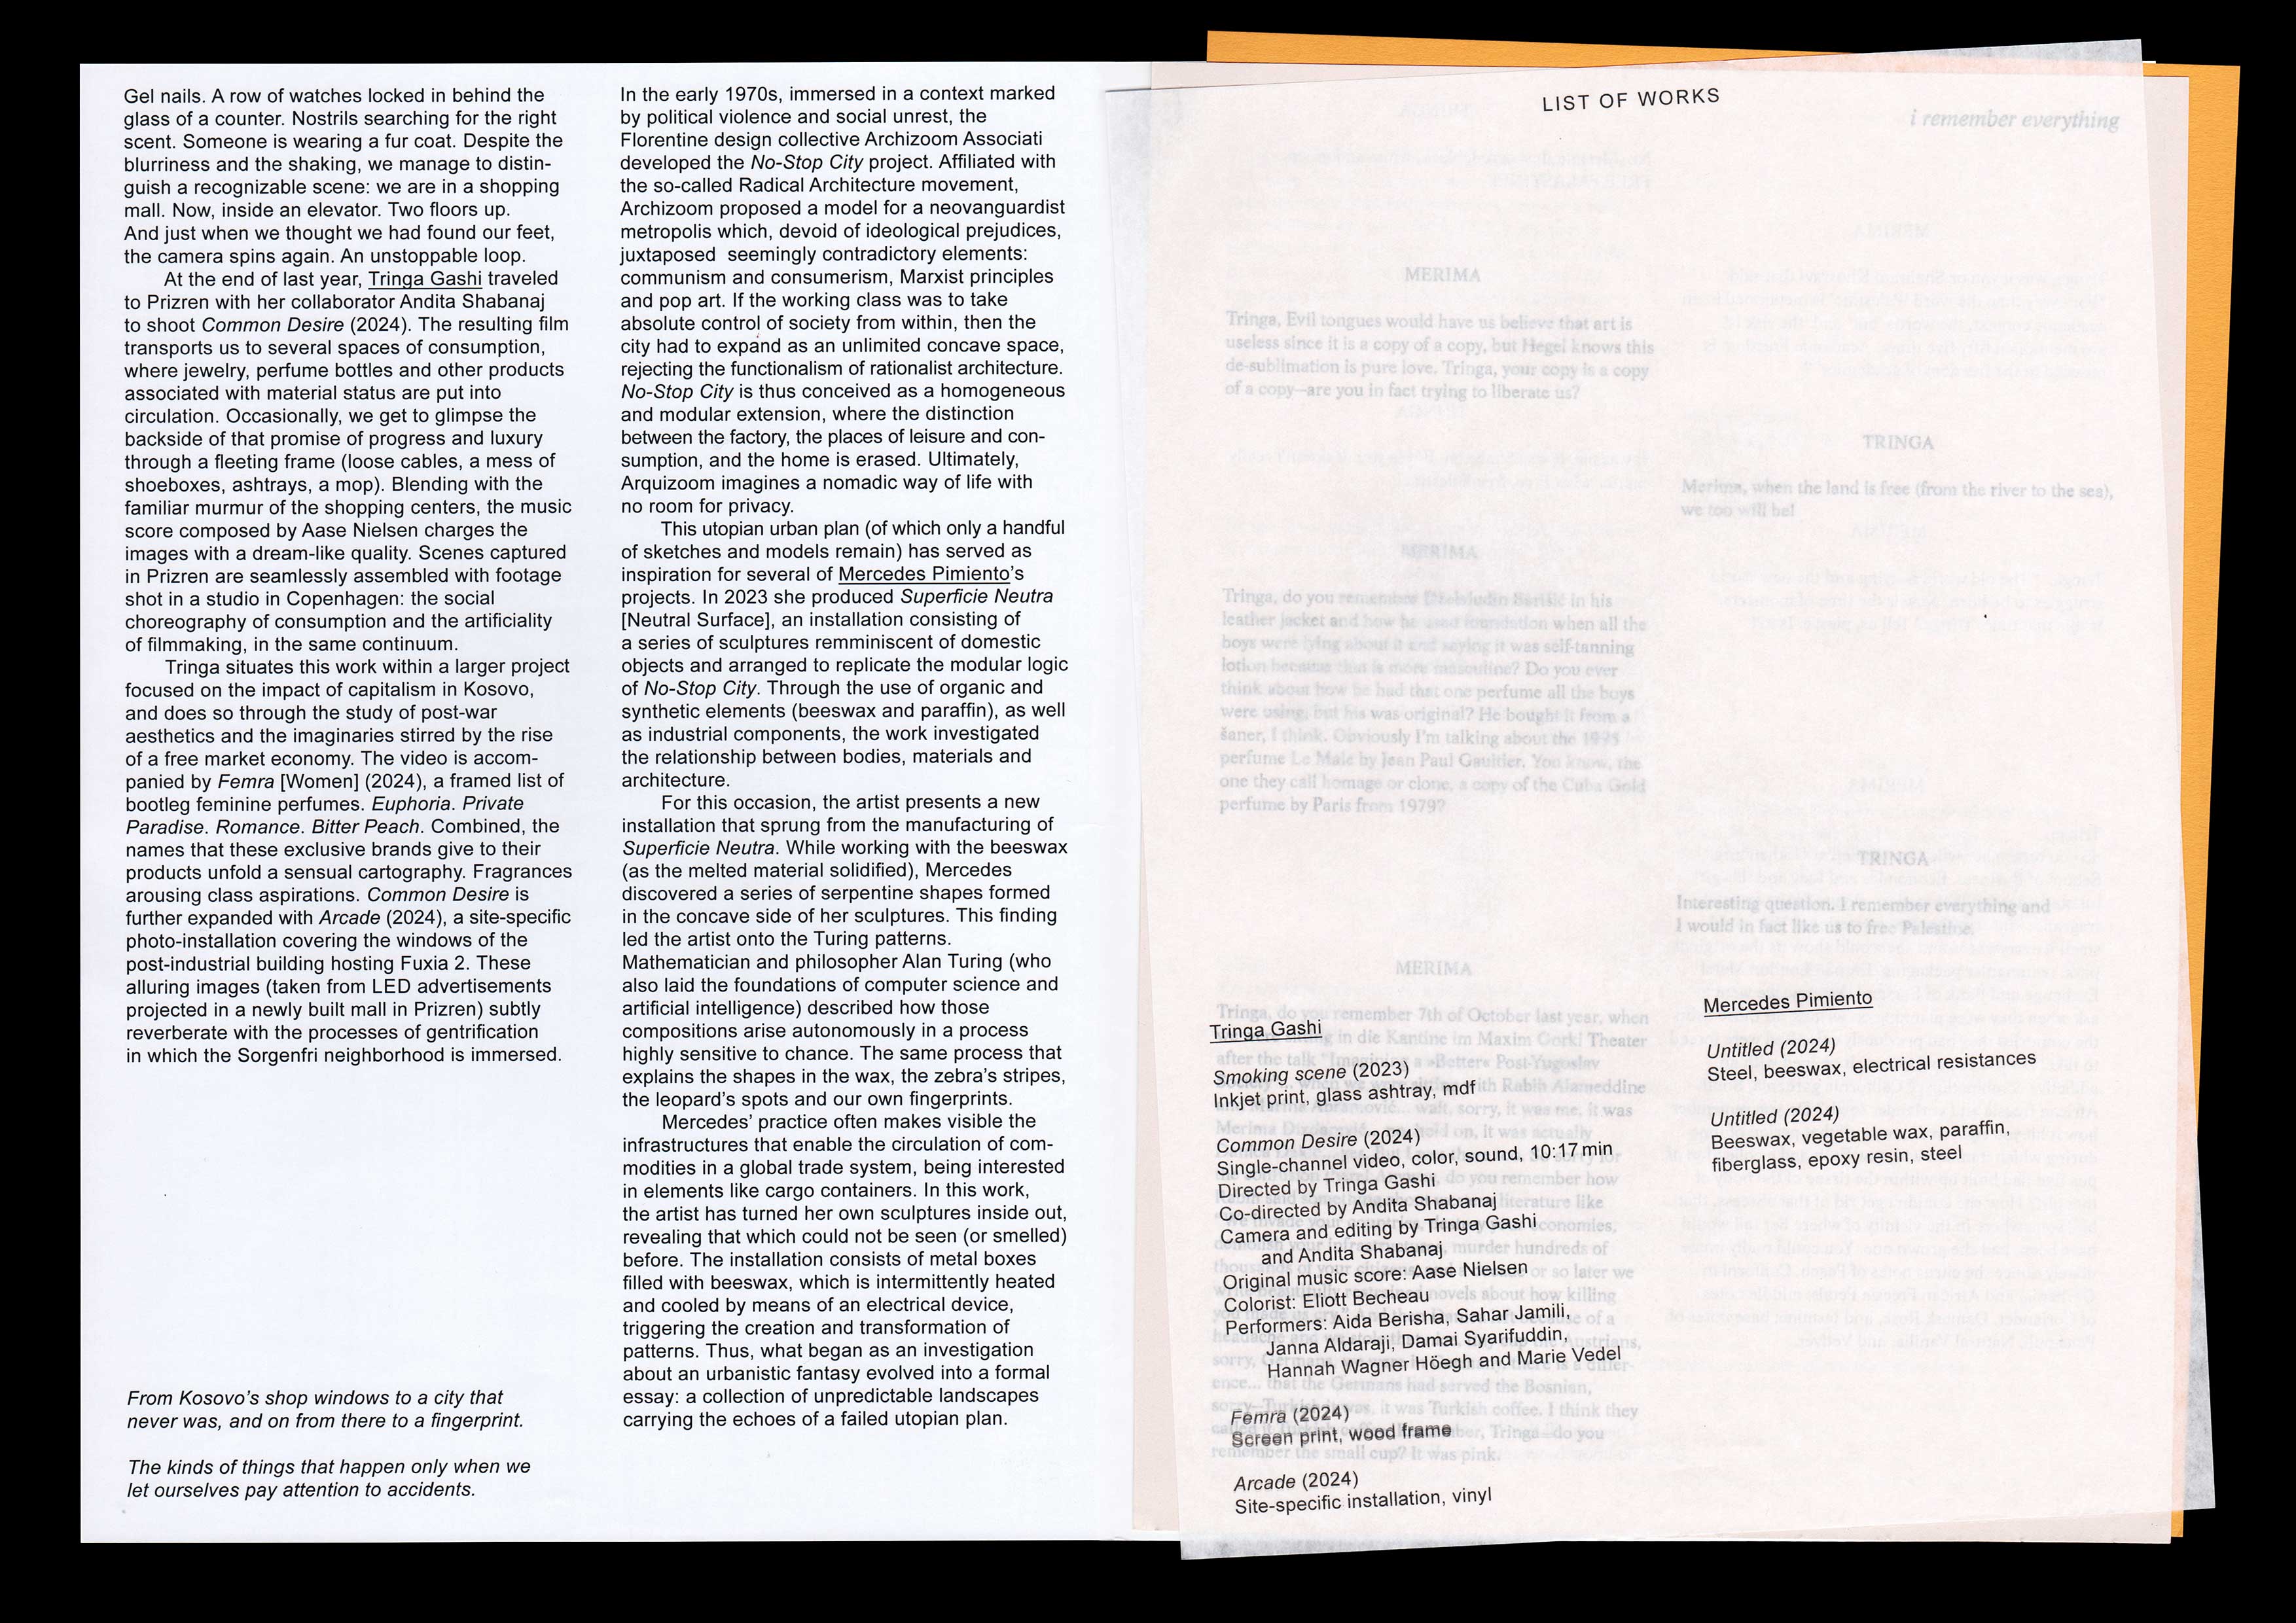 Gel nails. A row of watches locked in behind the
glass of a counter. Nostrils searching for the right
scent. Someone is wearing a fur coat. Despite the
blurriness and the shaking, we manage to distin-
guish a recognizable scene: we are in a shopping
mall. Now, inside an elevator. Two floors up.
And just when we thought we had found our feet,
the camera spins again. An unstoppable loop.
At the end of last year, Tringa Gashi traveled
to Prizren with her collaborator Andita Shabanaj
to shoot Common Desire (2024). The resulting film
transports us to several spaces of consumption,
where jewelry, perfume bottles and other products
associated with material status are put into
circulation. Occasionally, we get to glimpse the
backside of that promise of progress and luxury
through a fleeting frame (loose cables, a mess of
shoeboxes, ashtrays, a mop). Blending with the
familiar murmur of the shopping centers, the music
score composed by Aase Nielsen charges the
images with a dream-like quality. Scenes captured
in Prizren are seamlessly assembled with footage
shot in a studio in Copenhagen: the social
choreography of consumption and the artificiality
of filmmaking, in the same continuum.
Tringa situates this work within a larger project
focused on the impact of capitalism in Kosovo,
and does so through the study of post-war
aesthetics and the imaginaries stirred by the rise
of a free market economy. The video is accom-
panied by Femra [Women] (2024), a framed list of
bootleg feminine perfumes. Euphoria. Private
Paradise. Romance. Bitter Peach. Combined, the
names that these exclusive brands give to their
products unfold a sensual cartography. Fragrances
arousing class aspirations. Common Desire is
further expanded with Arcade (2024), a site-specific
photo-installation covering the windows of the
post-industrial building hosting Fuxia 2. These
alluring images (taken from LED advertisements
projected in a newly built mall in Prizren) subtly
reverberate with the processes of gentrification
in which the Sorgenfri neighborhood is immersed.
From Kosovo's shop windows to a city that
never was, and on from there to a fingerprint.
The kinds of things that happen only when we
let ourselves pay attention to accidents.
In the early 1970s, immersed in a context marked
by political violence and social unrest, the
Florentine design collective Archizoom Associati
developed the No-Stop City project. Affiliated with
the so-called Radical Architecture movement,
Archizoom proposed a model for a neovanguardist
metropolis which, devoid of ideological prejudices,
juxtaposed seemingly contradictory elements:
communism and consumerism, Marxist principles
and pop art. If the working class was to take
absolute control of society from within, then the
city had to expand as an unlimited concave space,
rejecting the functionalism of rationalist architecture.
No-Stop City is thus conceived as a homogeneous
and modular extension, where the distinction
between the factory, the places of leisure and con-
sumption, and the home is erased. Ultimately,
Arquizoom imagines a nomadic way of life with
no room for privacy.
This utopian urban plan (of which only a handful
of sketches and models remain) has served as
inspiration for several of Mercedes Pimiento's
projects. In 2023 she produced Superficie Neutra
[Neutral Surface], an installation consisting of
a series of sculptures remminiscent of domestic
objects and arranged to replicate the modular logic
of No-Stop City. Through the use of organic and
synthetic elements (beeswax and paraffin), as well
as industrial components, the work investigated
the relationship between bodies, materials and
architecture.
For this occasion, the artist presents a new
installation that sprung from the manufacturing of
Superficie Neutra. While working with the beeswax
(as the melted material solidified), Mercedes
discovered a series of serpentine shapes formed
in the concave side of her sculptures. This finding
led the artist onto the Turing patterns.
Mathematician and philosopher Alan Turing (who
also laid the foundations of computer science and
artificial intelligence) described how those
compositions arise autonomously in a process
highly sensitive to chance. The same process that
explains the shapes in the wax, the zebra's stripes,
the leopard's spots and our own fingerprints.
Mercedes' practice often makes visible the
infrastructures that enable the circulation of com-
modities in a global trade system, being interested
in elements like cargo containers. In this work,
the artist has turned her own sculptures inside out,
revealing that which could not be seen (or smelled)
before. The installation consists of metal boxes
filled with beeswax, which is intermittently heated
and cooled by means of an electrical device,
triggering the creation and transformation of
patterns. Thus, what began as an investigation
about an urbanistic fantasy evolved into a formal
essay: a collection of unpredictable landscapes
carrying the echoes of a failed utopian plan.
LIST OF WORKS
i remember everything
MERIMA
Tringa, Evil tongues would have us believe that art is
useless since it is a copy of a copy, but Hegel knows this
de-sublimation is pure love. Tringa, your copy is a copy
of a copy—are you in fact trying to liberate us?
TRINGA
Merima, when the land is free (from the river to the sea),
we too will be!
MERIMA
Tringa, do you remember in his
leather jacket and how he used foundation when all the
boys were lying about it and saying it was self-tanning
lotion because that is more masculine? Do you ever
think about how he had that one perfume all the boys
were using, but his was original? He bought it from a
šaner, I think. Obviously I'm talking about the 1995
perfume Le Male by Jean Paul Gaultier. You know, the
one they call homage or clone, a copy of the Cuba Gold
perfume by Paris from 1979?
TRINGA
Interesting question. I remember everything and
I would in fact like us to free Palestine.
MERIMA
Tringa, do you remember 7th of October last year, when
in die Kantine im Maxim Gorki Theater
Tringa Gashi
Smoking scene (2023)
Inkjet print, glass ashtray, mdf
Common Desire (2024)
Single-channel video, color, sound, 10:17 min
Directed by Tringa Gashi
Co-directed by Andita Shabanaj
Camera and editing by Tringa Gashi
and Andita Shabanaj
Original music score: Aase Nielsen
Colorist: Eliott Becheau
Performers: Aida Berisha, Sahar Jamili,
Janna Aldaraji, Damai Syarifuddin,
Hannah Wagner Höegh and Marie Vedel
Femra (2024)
Screen print, wood frame
Arcade (2024)
Site-specific installation, vinyl
Mercedes Pimiento
Untitled (2024)
Steel, beeswax, electrical resistances
Untitled (2024)
Beeswax, vegetable wax, paraffin,
fiberglass, epoxy resin, steel